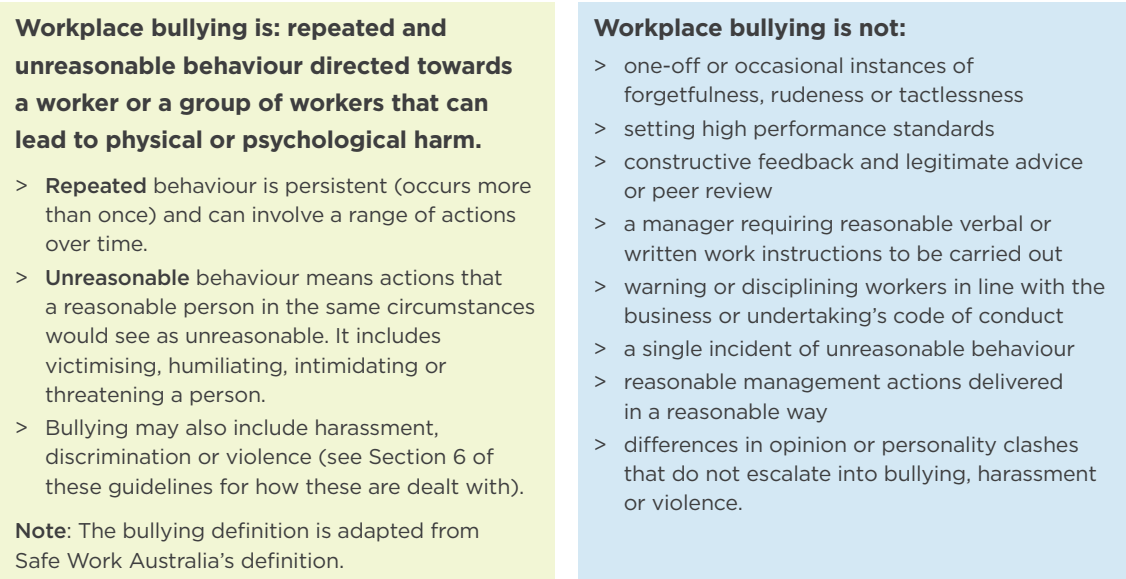 Workplace bullying is: repeated and
unreasonable behaviour directed towards
a worker or a group of workers that can
lead to physical or psychological harm.
> Repeated behaviour is persistent (occurs more
than once) and can involve a range of actions
over time.
> Unreasonable behaviour means actions that
a reasonable person in the same circumstances
would see as unreasonable. It includes
victimising, humiliating, intimidating or
threatening a person.
> Bullying may also include harassment,
discrimination or violence (see Section 6 of
these guidelines for how these are dealt with).
Note: The bullying definition is adapted from
Safe Work Australia’s definition.
Workplace bullying is not:
> one-off or occasional instances of
forgetfulness, rudeness or tactlessness
> setting high performance standards
> constructive feedback and legitimate advice
or peer review
> a manager requiring reasonable verbal or
written work instructions to be carried out
> warning or disciplining workers in line with the
business or undertaking’s code of conduct
> a single incident of unreasonable behaviour
> reasonable management actions delivered
in a reasonable way
> differences in opinion or personality clashes
that do not escalate into bullying, harassment
or violence.